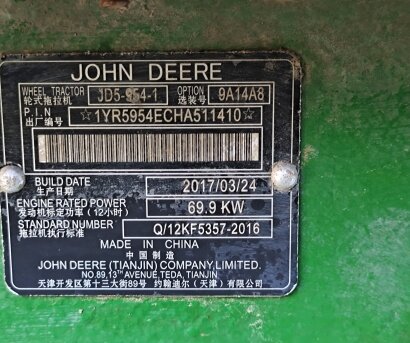 JOHN DEERE
WHEEL TRACTOR 轮式拖拉机 JD5-954-1 OPTION 选装号 9A14A8
P.I.N 出厂编号 ☆1YR5954ECHA511410☆
BUILD DATE 生产日期 2017/03/24
ENGINE RATED POWER 发动机标定功率(12小时) 69.9 KW
STANDARD NUMBER 拖拉机执行标准 Q/12KF5357-2016
MADE IN CHINA
中国制造
JOHN DEERE (TIANJIN) COMPANY, LIMITED.
NO.89,13TH AVENUE, TEDA, TIANJIN
天津开发区第十三大街89号 约翰迪尔(天津)有限公司